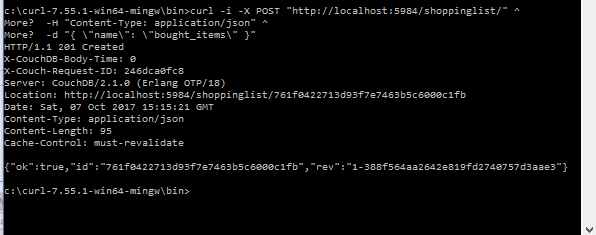 c:\curl-7.55.1-win64-mingw\bin>curl -i -X POST "http://localhost:5984/shoppinglist/" ^
More?  -H "Content-Type: application/json" ^
More?  -d "{ \"name\": \"bought_items\" }"
HTTP/1.1 201 Created
X-CouchDB-Body-Time: 0
X-Couch-Request-ID: 246dca0fc8
Server: CouchDB/2.1.0 (Erlang OTP/18)
Location: http://localhost:5984/shoppinglist/761f0422713d93f7e7463b5c6000c1fb
Date: Sat, 07 Oct 2017 15:15:21 GMT
Content-Type: application/json
Content-Length: 95
Cache-Control: must-revalidate
{"ok":true,"id":"761f0422713d93f7e7463b5c6000c1fb","rev":"1-388f564aa2642e819fd2740757d3aae3"}
c:\curl-7.55.1-win64-mingw\bin>